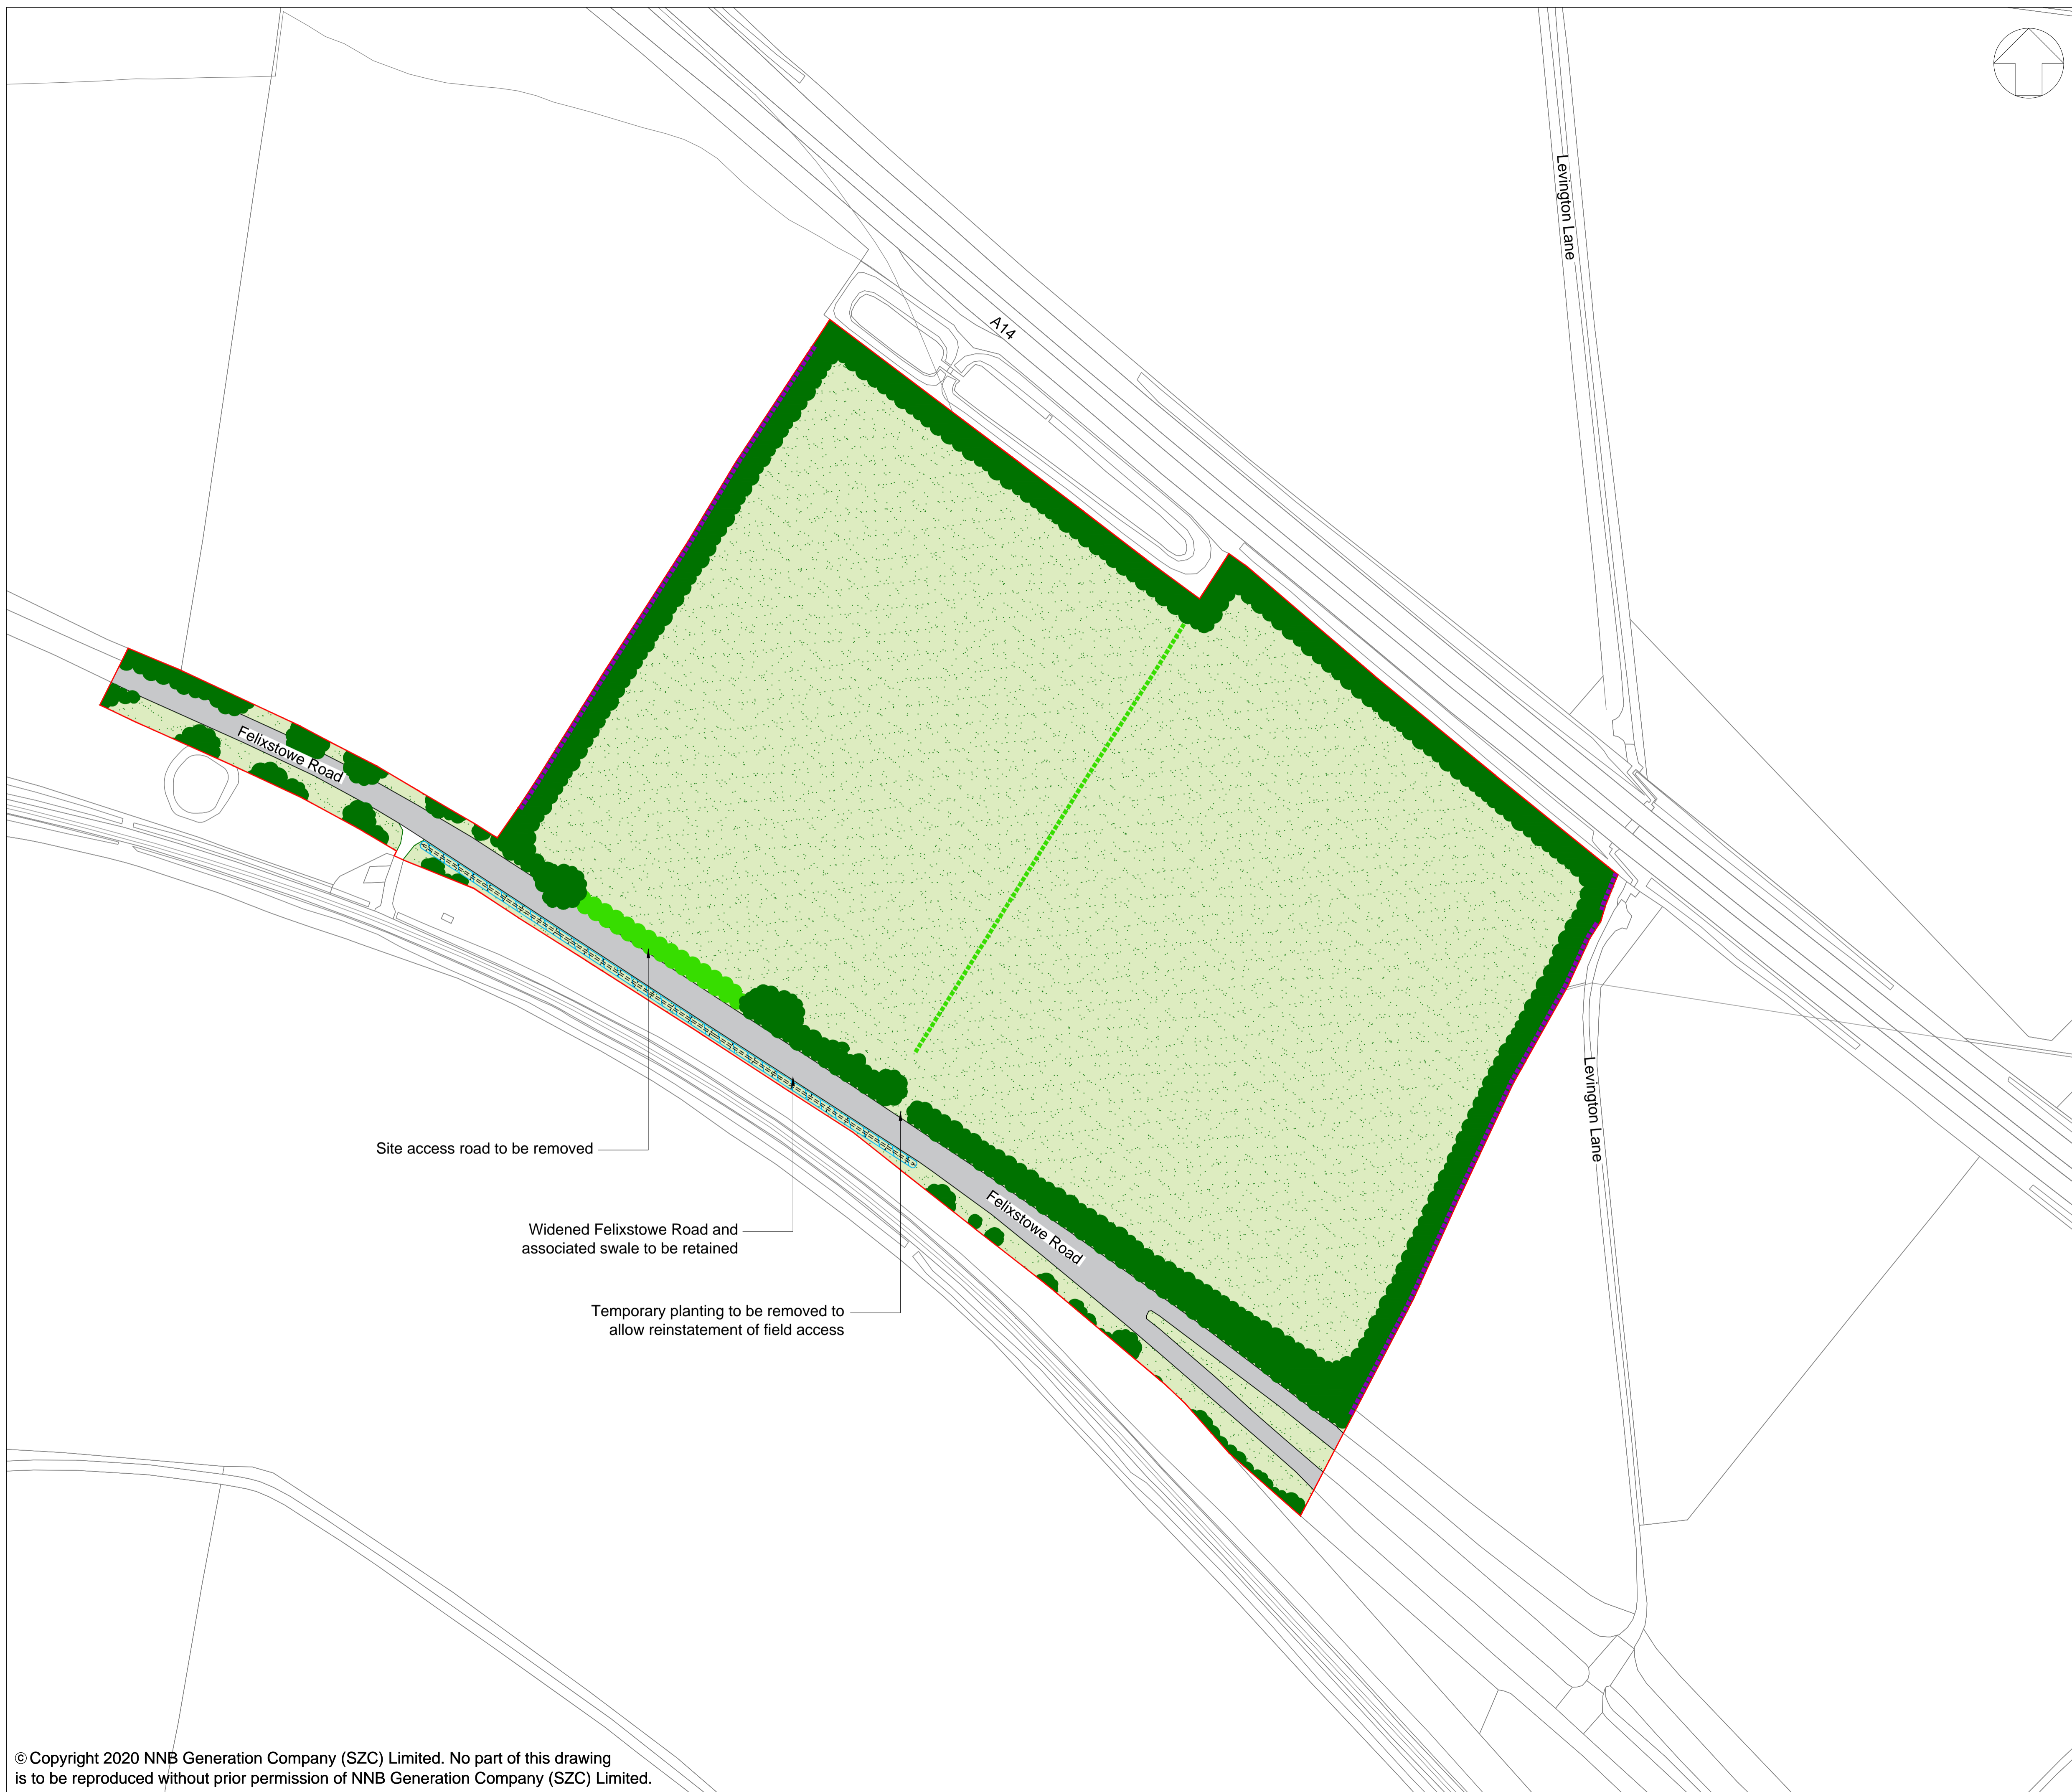 Levington Lane
A14
Felixstowe Road
Levington Lane
Site access road to be removed
Felixstowe Road
Widened Felixstowe Road and
associated swale to be retained
Temporary planting to be removed to
allow reinstatement of field access
© Copyright 2020 NNB Generation Company (SZC) Limited. No part of this drawing
is to be reproduced without prior permission of NNB Generation Company (SZC) Limited.